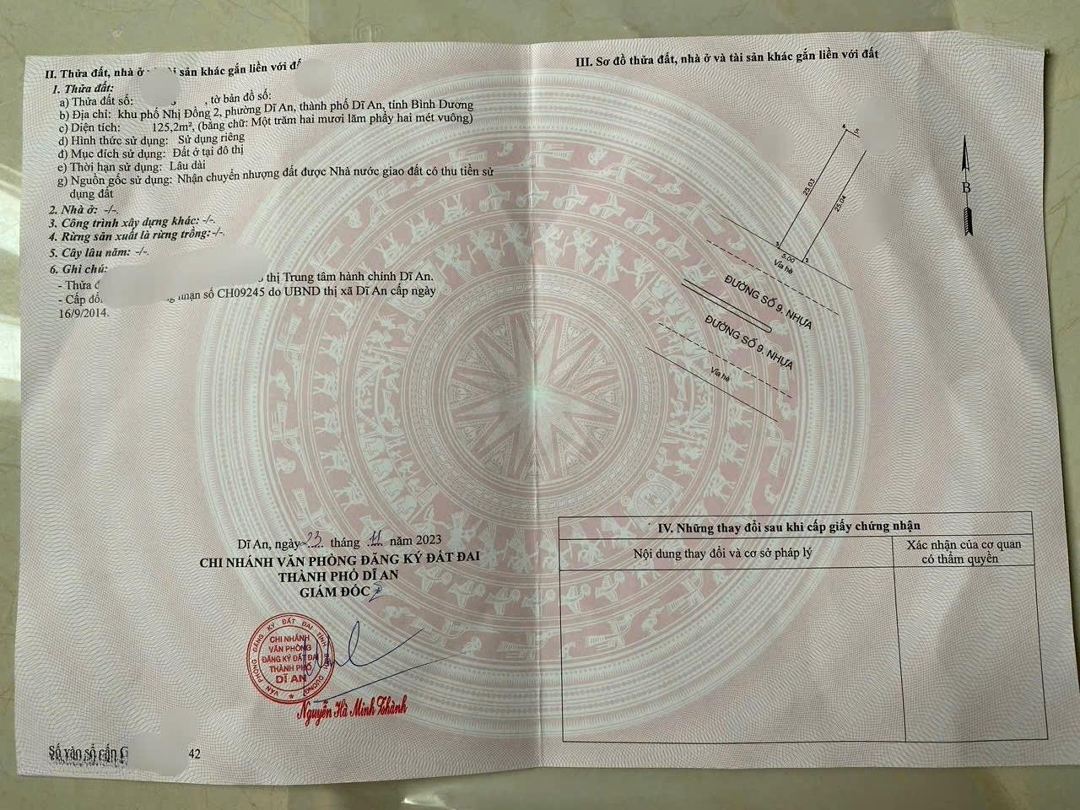 II. Thửa đất, nhà ở sản khác gắn liền với đ
1. Thửa đất:
a) Thửa đất số: , tờ bản đồ số:
b) Địa chỉ: khu phố Nhị Đồng 2, phường Dĩ An, thành phố Dĩ An, tỉnh Bình Dương
c) Diện tích: 125,2m², (bằng chữ: Một trăm hai mươi lăm phẩy hai mét vuông)
d) Hình thức sử dụng: Sử dụng riêng
đ) Mục đích sử dụng: Đất ở tại đô thị
e) Thời hạn sử dụng: Lâu dài
g) Nguồn gốc sử dụng: Nhận chuyển nhượng đất được Nhà nước giao đất có thu tiền sử
dụng đất
2. Nhà ở: -/-.
3. Công trình xây dựng khác: -/-.
4. Rừng sản xuất là rừng trồng: -/-.
5. Cây lâu năm: -/-.
6. Ghi chú:
- Thửa đ thị Trung tâm hành chính Dĩ An.
- Cấp đổi nhận số CH09245 do UBND thị xã Dĩ An cấp ngày
16/9/2014.
Dĩ An, ngày 23 tháng 11 năm 2023
CHI NHÁNH VĂN PHÒNG ĐĂNG KÝ ĐẤT ĐAI
THÀNH PHỐ DĨ AN
GIÁM ĐỐC
VĂN PHÒNG ĐĂNG KÝ ĐẤT ĐAI TỈNH BÌNH DƯƠNG
CHI NHÁNH
VĂN PHÒNG
ĐĂNG KÝ ĐẤT ĐAI
THÀNH PHỐ
DĨ AN
Nguyễn Hà Minh Thành
Số vào sổ cấp G 42
III. Sơ đồ thửa đất, nhà ở và tài sản khác gắn liền với đất
4
5
25.03
25.04
B
3
5.00
3
Vỉa hè
ĐƯỜNG SỐ 9. NHỰA
ĐƯỜNG SỐ 9. NHỰA
Vỉa hè
IV. Những thay đổi sau khi cấp giấy chứng nhận
Nội dung thay đổi và cơ sở pháp lý
Xác nhận của cơ quan
có thẩm quyền